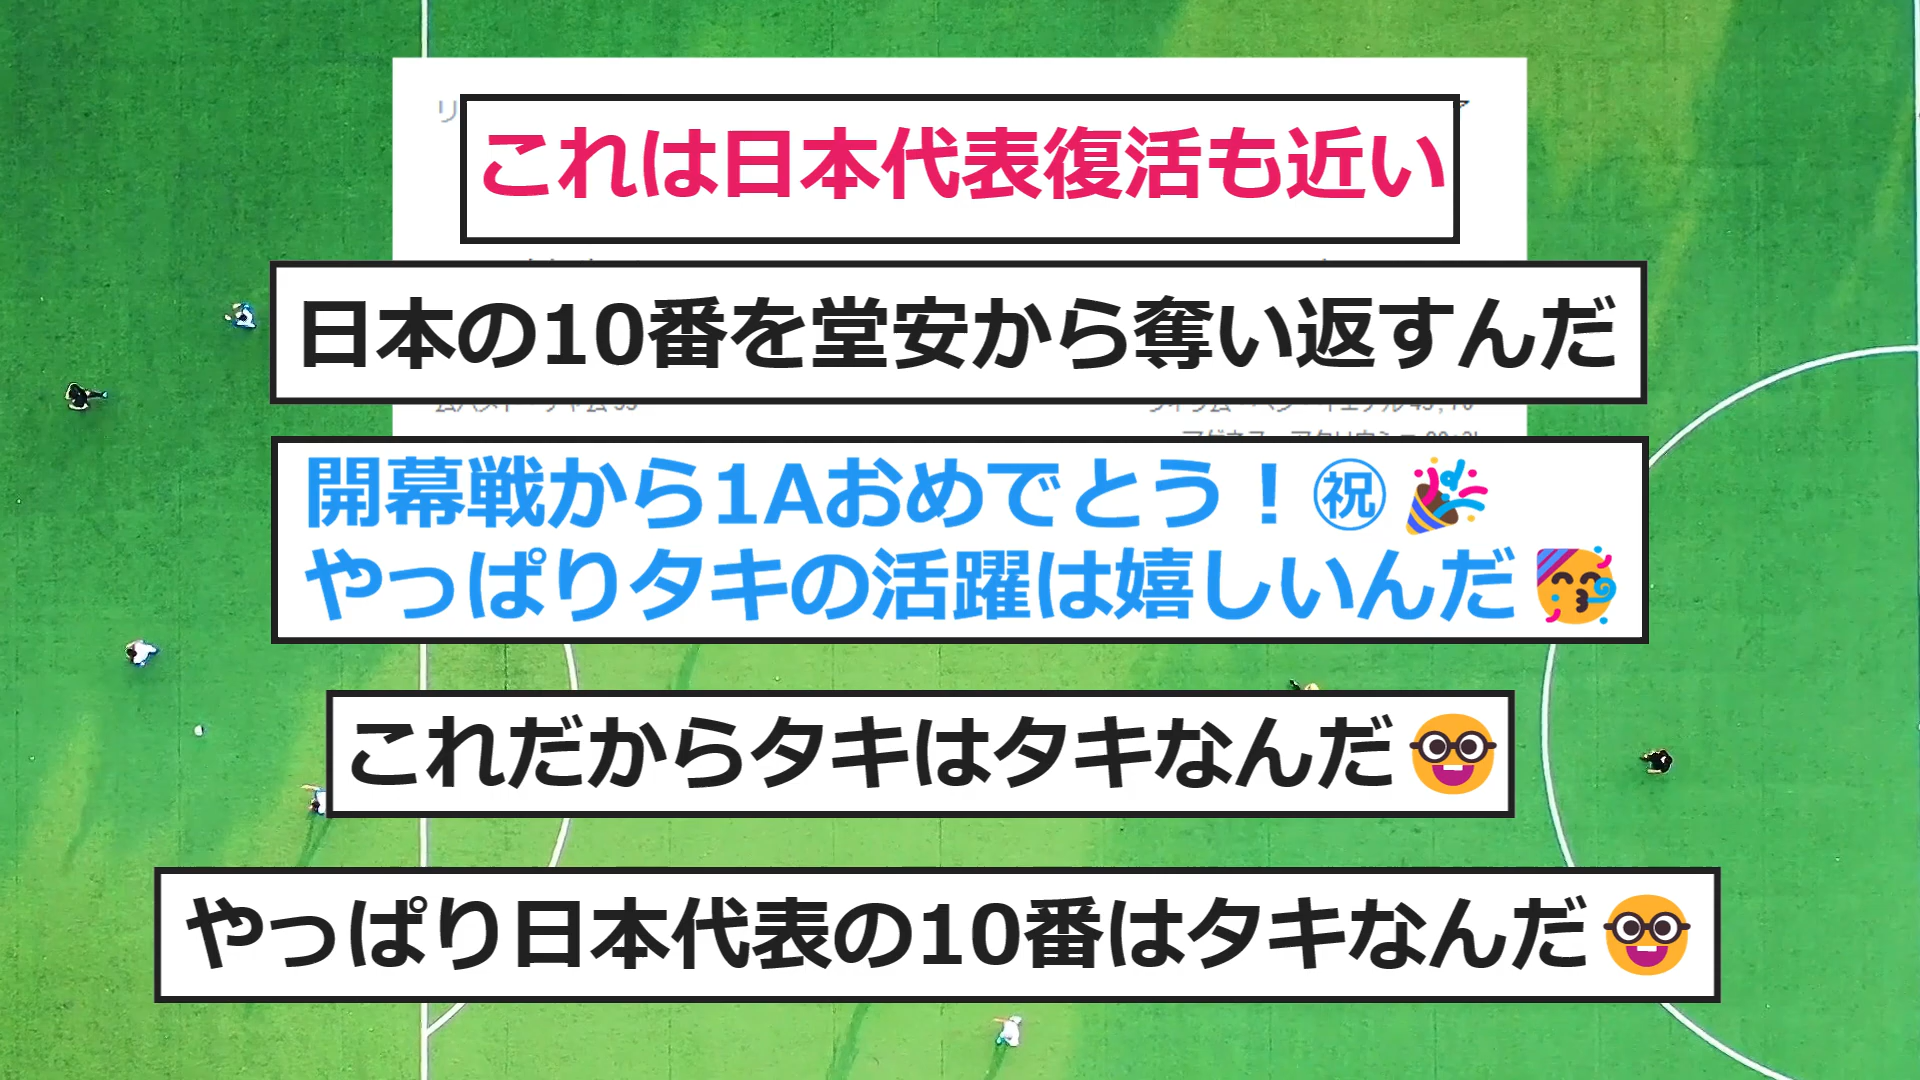 これは日本代表復活も近い
日本の10番を堂安から奪い返すんだ
開幕戦から1Aおめでとう！㊗🎉
やっぱりタキの活躍は嬉しいんだ🥳
これだからタキはタキなんだ🤓
やっぱり日本代表の10番はタキなんだ🤓